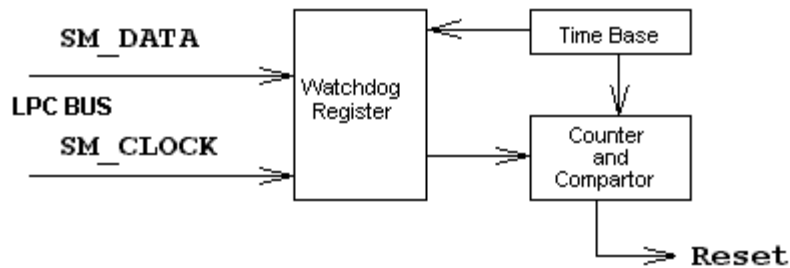 SM_DATA
Time Base
Watchdog
Register
LPC BUS
SM_CLOCK
Counter
and
Compartor
Reset